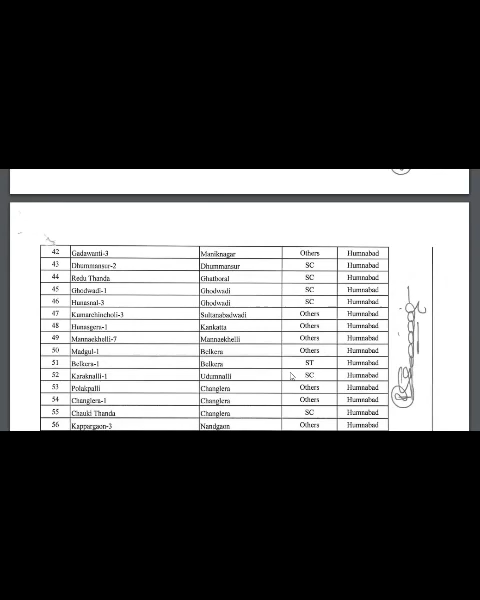 42 Gadawanti-3 Maniknagar Others Humnabad
43 Dhummansur-2 Dhummansur SC Humnabad
44 Redu Thanda Ghathoral SC Humnabad
45 Ghodwadi-1 Ghodwadi SC Humnabad
46 Hunasnal-3 Ghodwadi SC Humnabad
47 Kumarchincholi-3 Sultanabadwadi Others Humnabad
48 Hunasgera-1 Kankatta Others Humnabad
49 Mannaekhelli-7 Mannaekhelli Others Humnabad
50 Madgul-1 Belkera Others Humnabad
51 Belkera-1 Belkera ST Humnabad
52 Karaknalli-1 Udumnalli SC Humnabad
53 Polakpalli Changlera Others Humnabad
54 Changlera-1 Changlera Others Humnabad
55 Chauki Thanda Changlera SC Humnabad
56 Kappargaon-3 Nandgaon Others Humnabad